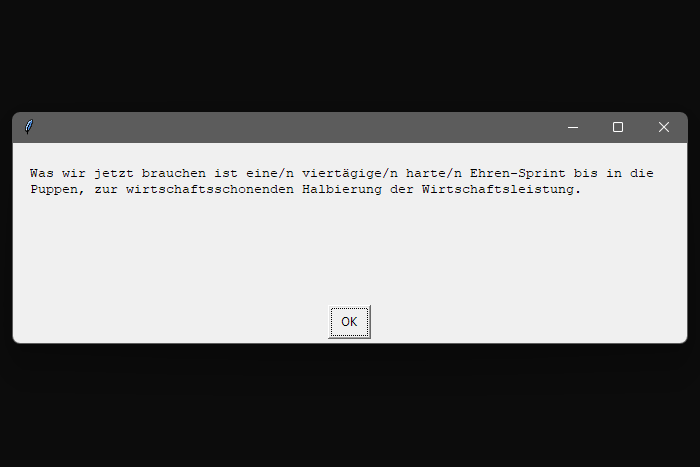 Was wir jetzt brauchen ist eine/n viertägige/n harte/n Ehren-Sprint bis in die
Puppen, zur wirtschaftsschonenden Halbierung der Wirtschaftsleistung.
OK